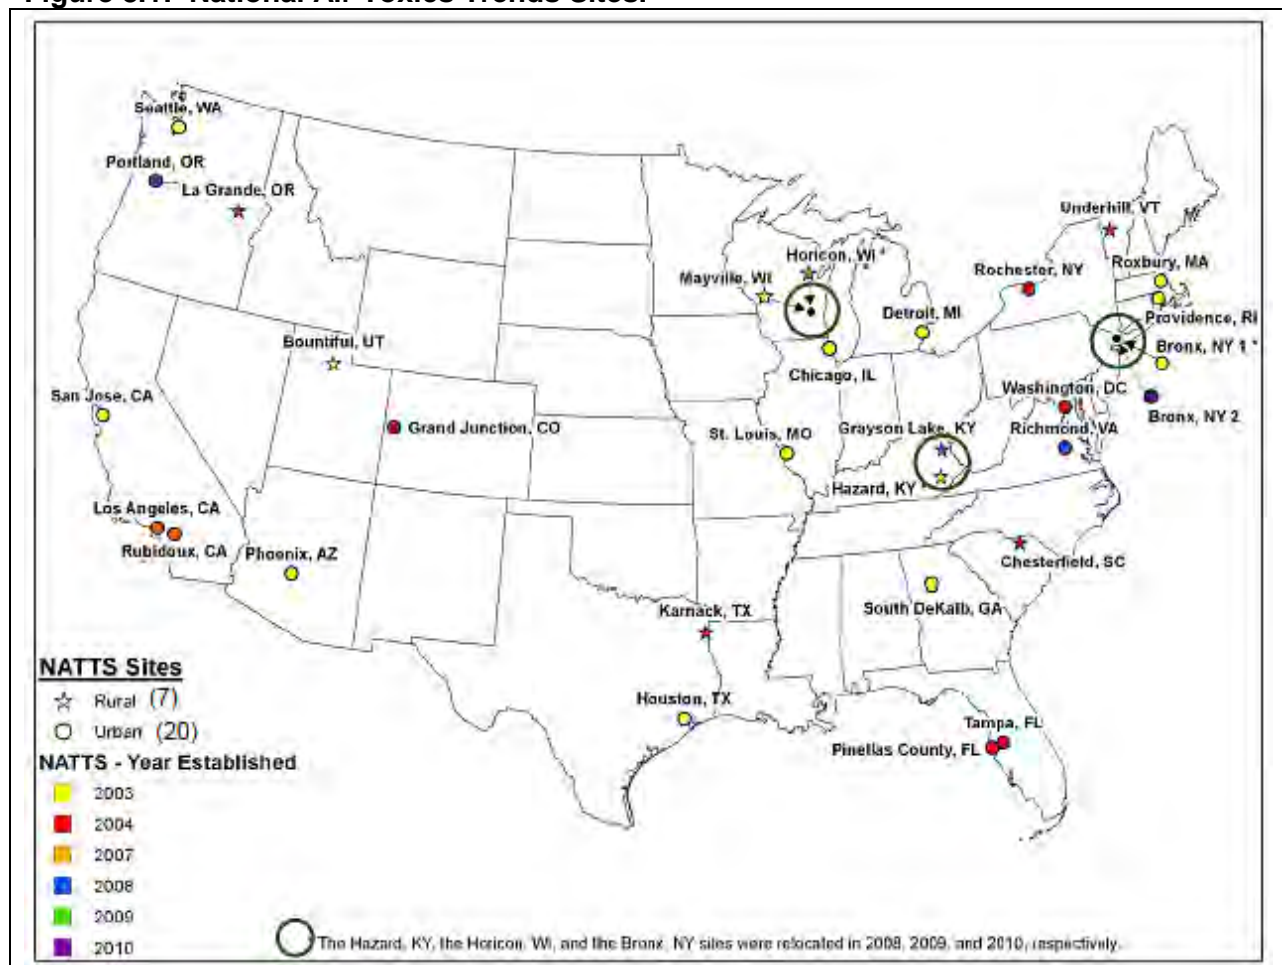 Figure 3.1. National Air Toxics Trends Sites.
Seattle, WA
Portland, OR
La Grande, OR
Underhill, VT
Horicon, WI *
Roxbury, MA
Rochester, NY
Mayville, WI
Detroit, MI
Providence, RI
Bountiful, UT
Bronx, NY 1 *
Chicago, IL
Washington, DC
San Jose, CA
Bronx, NY 2
Grand Junction, CO
St. Louis, MO
Grayson Lake, KY
Richmond, VA
Hazard, KY *
Los Angeles, CA
Rubidoux, CA
Phoenix, AZ
Chesterfield, SC
South DeKalb, GA
Karnack, TX
Houston, TX
Tampa, FL
Pinellas County, FL
NATTS Sites
Rural (7)
Urban (20)
NATTS - Year Established
2003
2004
2007
2008
2009
2010
The Hazard, KY, the Horicon, WI, and the Bronx, NY sites were relocated in 2008, 2009, and 2010, respectively.